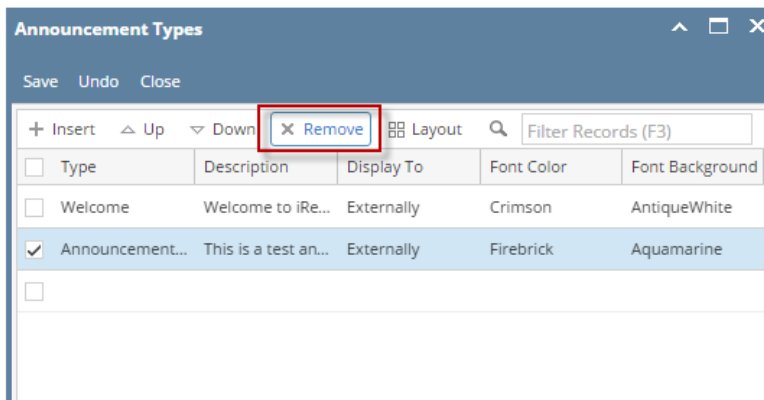 Announcement Types
Save Undo Close
Insert Up Down Remove Layout Filter Records (F3)
Type Description Display To Font Color Font Background
Welcome Welcome to iRe... Externally Crimson AntiqueWhite
Announcement... This is a test an... Externally Firebrick Aquamarine